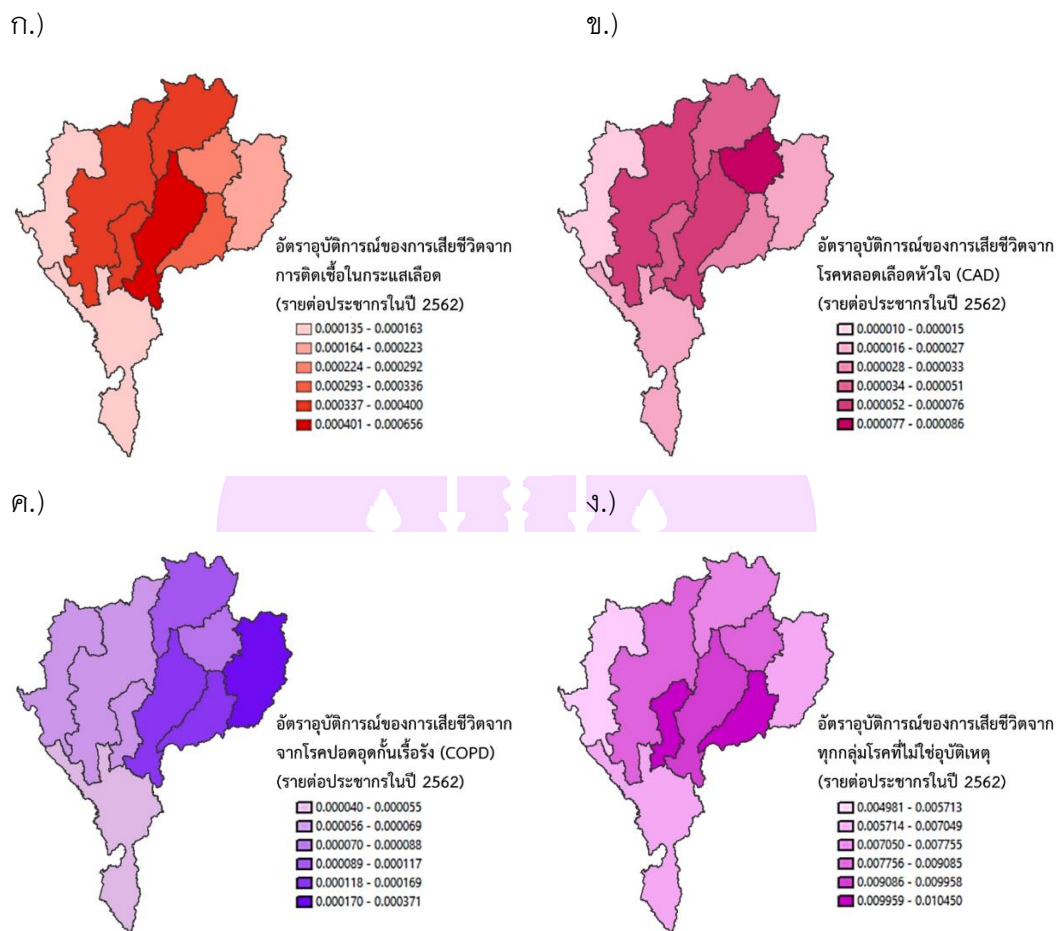 ก.)
อัตราอุบัติการณ์ของการเสียชีวิตจาก
การติดเชื้อในกระแสเลือด
(รายต่อประชากรในปี 2562)
0.000135 - 0.000163
0.000164 - 0.000223
0.000224 - 0.000292
0.000293 - 0.000336
0.000337 - 0.000400
0.000401 - 0.000656
ข.)
อัตราอุบัติการณ์ของการเสียชีวิตจาก
โรคหลอดเลือดหัวใจ (CAD)
(รายต่อประชากรในปี 2562)
0.000010 - 0.000015
0.000016 - 0.000027
0.000028 - 0.000033
0.000034 - 0.000051
0.000052 - 0.000076
0.000077 - 0.000086
ค.)
อัตราอุบัติการณ์ของการเสียชีวิตจาก
จากโรคปอดอุดกั้นเรื้อรัง (COPD)
(รายต่อประชากรในปี 2562)
0.000040 - 0.000055
0.000056 - 0.000069
0.000070 - 0.000088
0.000089 - 0.000117
0.000118 - 0.000169
0.000170 - 0.000371
ง.)
อัตราอุบัติการณ์ของการเสียชีวิตจาก
ทุกกลุ่มโรคที่ไม่ใช่อุบัติเหตุ
(รายต่อประชากรในปี 2562)
0.004981 - 0.005713
0.005714 - 0.007049
0.007050 - 0.007755
0.007756 - 0.009085
0.009086 - 0.009958
0.009959 - 0.010450